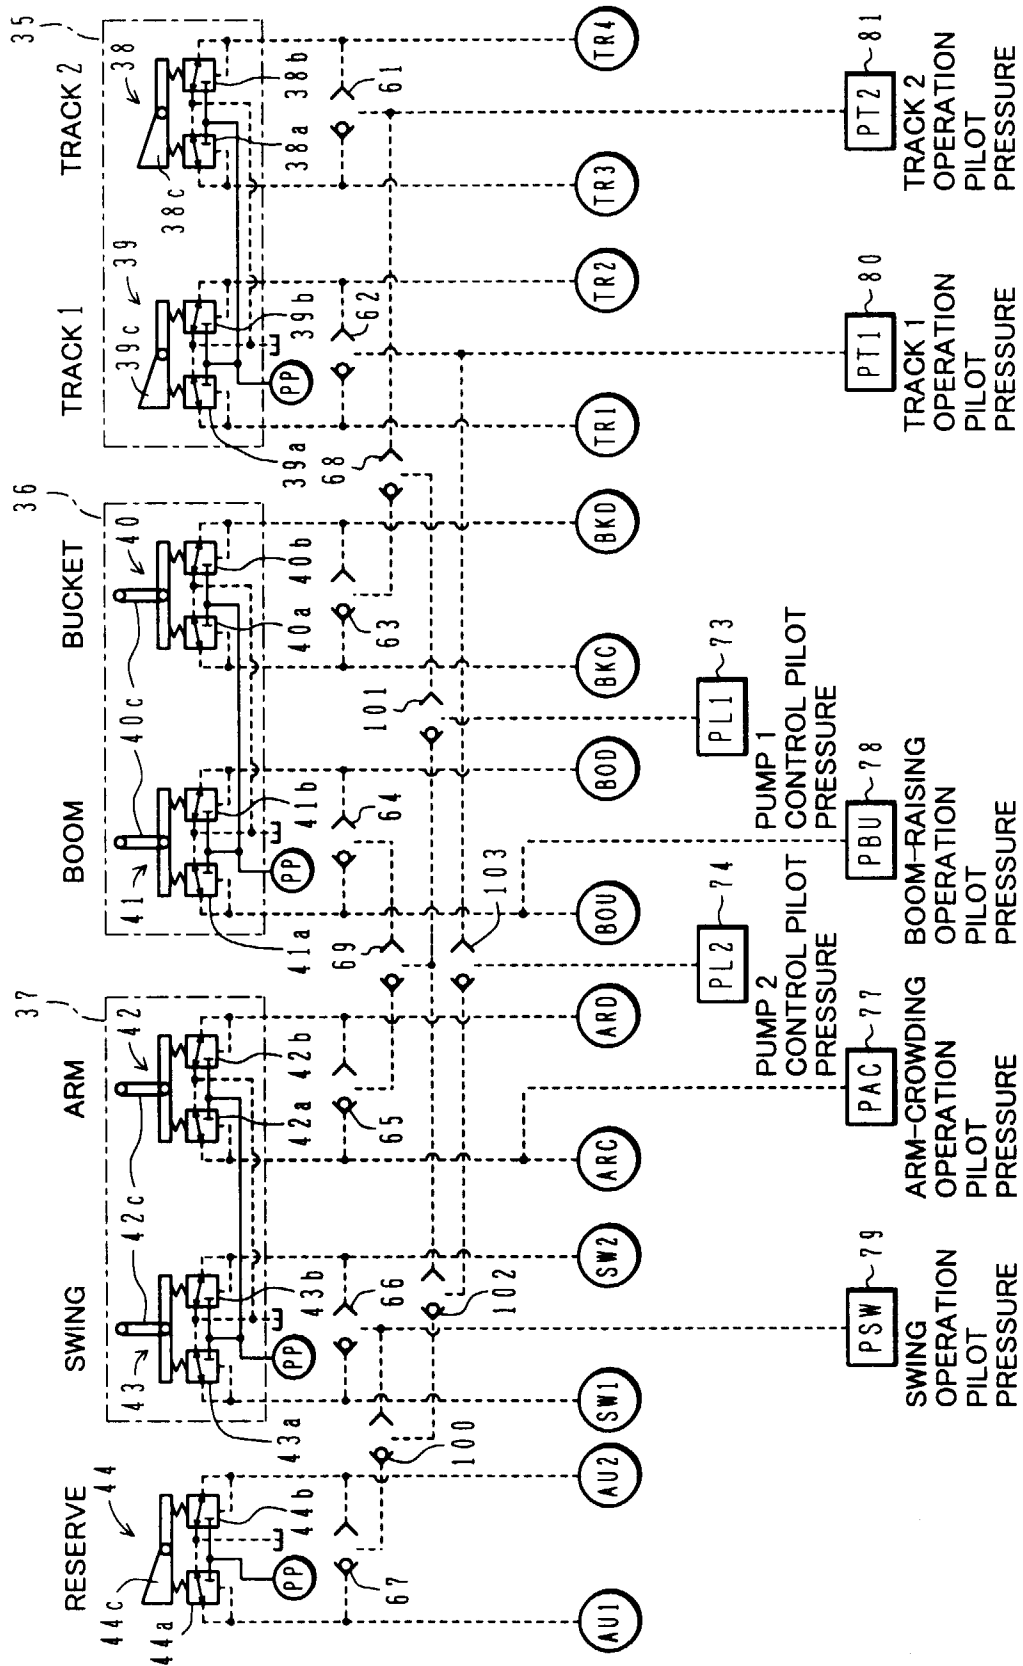 35
36
37
TRACK 2
TRACK 1
BUCKET
BOOM
ARM
SWING
RESERVE
38
39
40
41
42
43
44
38c
39c
40c
42c
44c
38a
38b
39a
39b
40a
40b
41a
41b
42a
42b
43a
43b
44a
44b
PP
PP
PP
PP
61
62
63
64
65
66
67
68
69
100
101
102
103
TR4
TR3
TR2
TR1
BKD
BKC
BOD
BOU
ARD
ARC
SW2
SW1
AU2
AU1
PL1
73
PUMP 1
CONTROL PILOT
PRESSURE
PL2
74
PUMP 2
CONTROL PILOT
PRESSURE
PT2
81
TRACK 2
OPERATION
PILOT
PRESSURE
PT1
80
TRACK 1
OPERATION
PILOT
PRESSURE
PBU
78
BOOM-RAISING
OPERATION
PILOT
PRESSURE
PAC
77
ARM-CROWDING
OPERATION
PILOT
PRESSURE
PSW
79
SWING
OPERATION
PILOT
PRESSURE